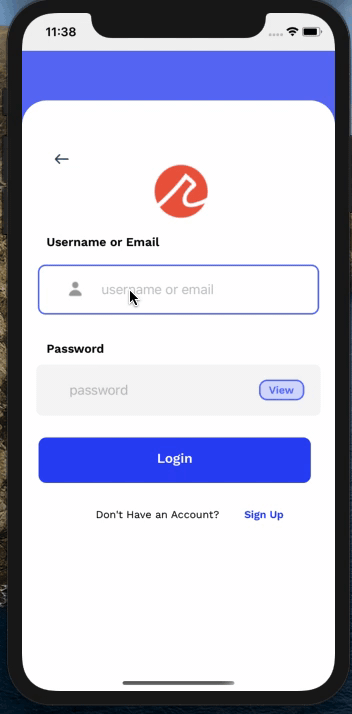 11:38
Username or Email
username or email
Password
password
View
Login
Don't Have an Account? Sign Up